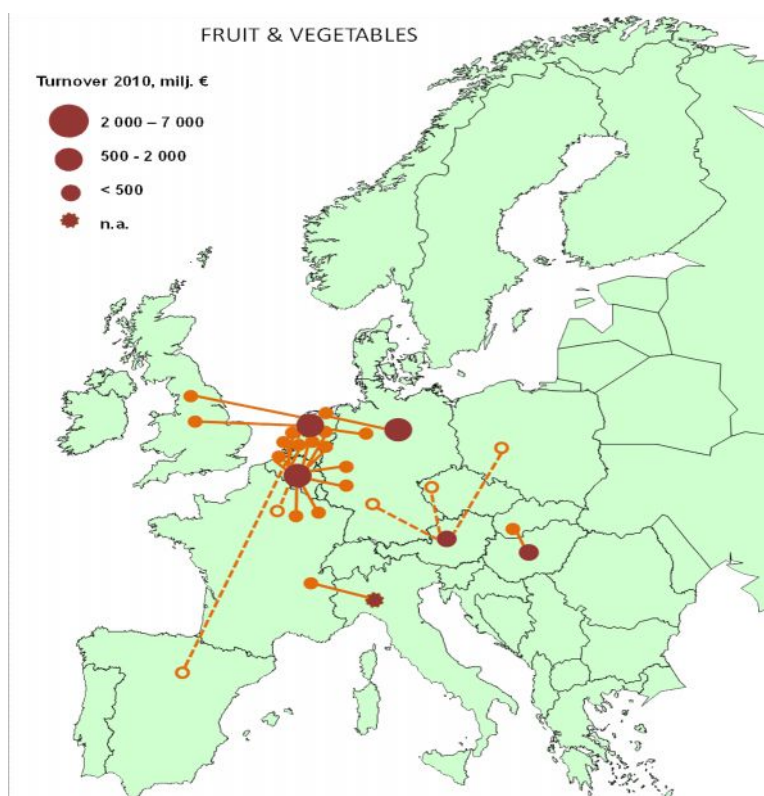 FRUIT & VEGETABLES
Turnover 2010, milj. €
2 000 – 7 000
500 - 2 000
< 500
n.a.